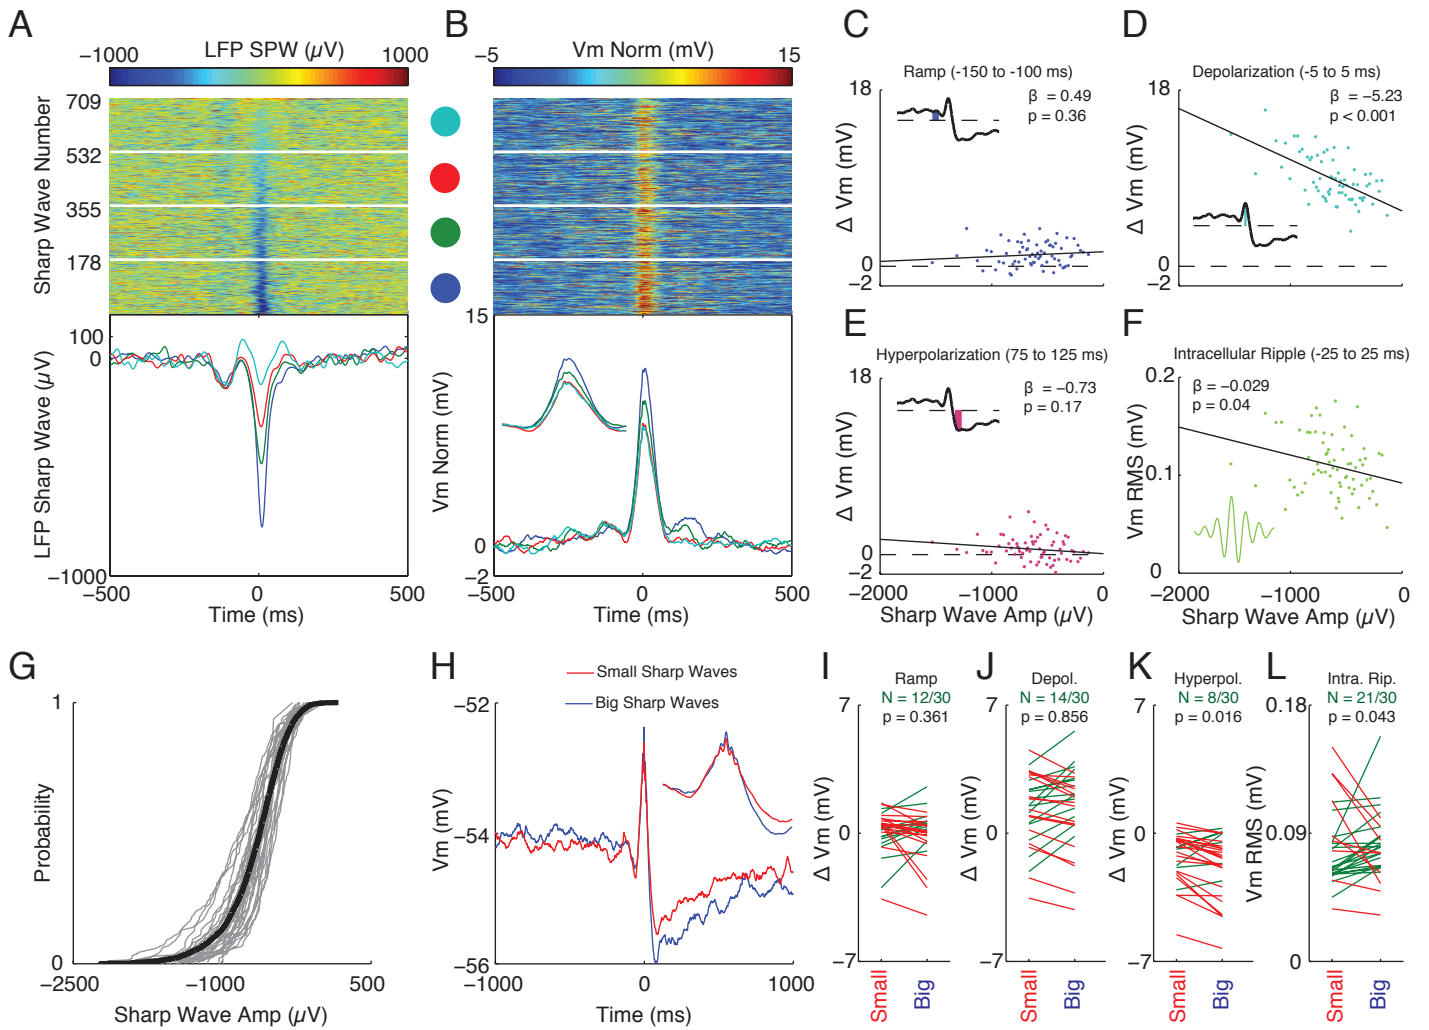 A
−1000
LFP SPW (µV)
1000
Sharp Wave Number
709
532
355
178
100
0
−1000
LFP Sharp Wave (µV)
−500
0
500
Time (ms)
B
−5
Vm Norm (mV)
15
15
0
−2
Vm Norm (mV)
−500
0
500
Time (ms)
C
Ramp (-150 to -100 ms)
β = 0.49
p = 0.36
18
0
−2
Δ Vm (mV)
D
Depolarization (-5 to 5 ms)
β = −5.23
p < 0.001
18
0
−2
Δ Vm (mV)
E
Hyperpolarization (75 to 125 ms)
β = −0.73
p = 0.17
18
0
−2
Δ Vm (mV)
−2000
−1000
0
Sharp Wave Amp (µV)
F
Intracellular Ripple (-25 to 25 ms)
β = −0.029
p = 0.04
0.2
0.1
0
Vm RMS (mV)
−2000
−1000
0
Sharp Wave Amp (µV)
G
1
0
Probability
−2500
−1000
500
Sharp Wave Amp (µV)
H
Small Sharp Waves
Big Sharp Waves
−52
−54
−56
Vm (mV)
−1000
0
1000
Time (ms)
I
Ramp
N = 12/30
p = 0.361
7
0
−7
Δ Vm (mV)
Small
Big
J
Depol.
N = 14/30
p = 0.856
7
0
−7
Δ Vm (mV)
Small
Big
K
Hyperpol.
N = 8/30
p = 0.016
7
0
−7
Δ Vm (mV)
Small
Big
L
Intra. Rip.
N = 21/30
p = 0.043
0.18
0.09
0
Vm RMS (mV)
Small
Big